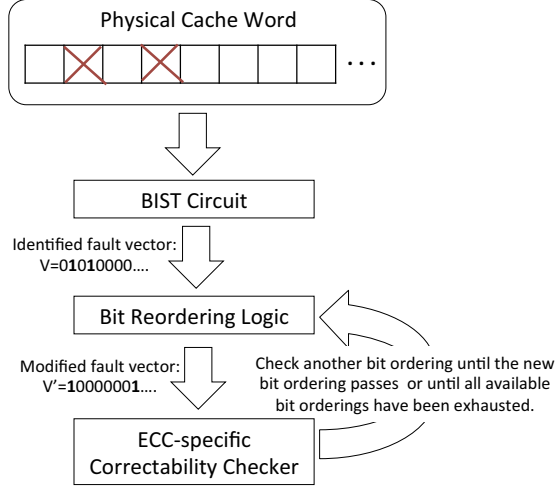 Physical Cache Word
...
BIST Circuit
Identified fault vector:
V=01010000....
Bit Reordering Logic
Modified fault vector:
V'=10000001....
Check another bit ordering until the new
bit ordering passes or until all available
bit orderings have been exhausted.
ECC-specific
Correctability Checker